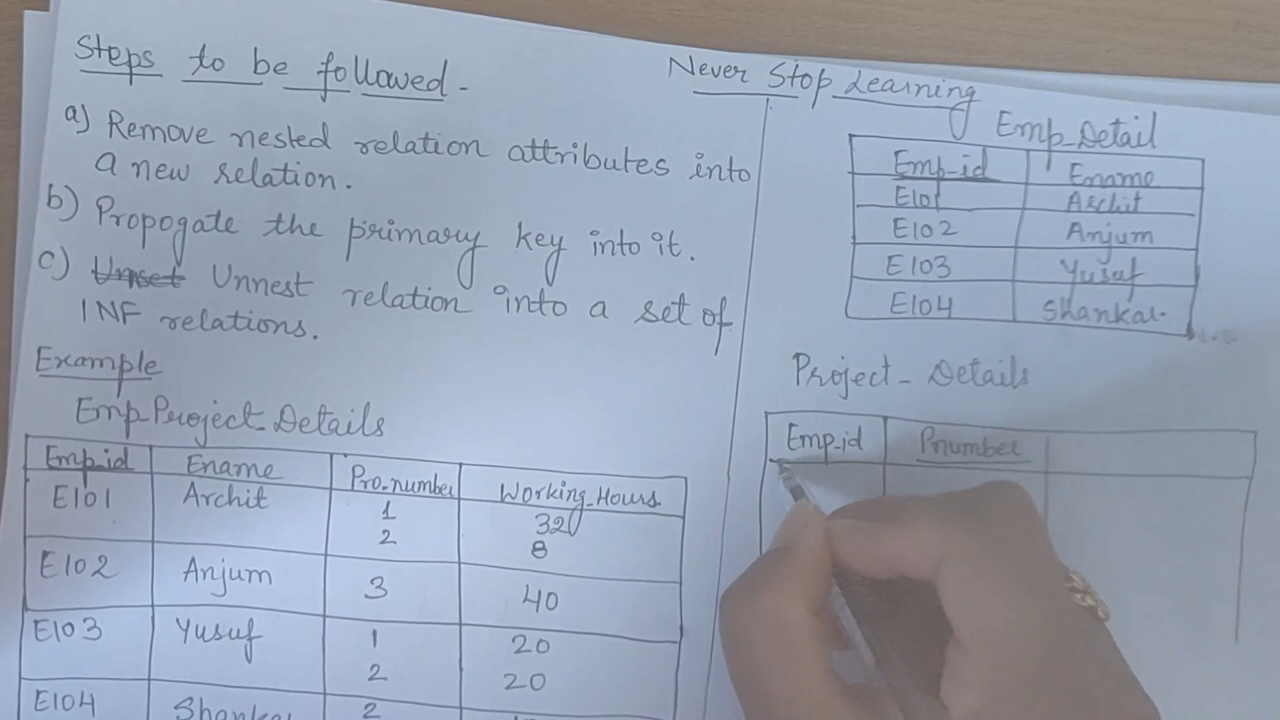 Steps to be followed.
a) Remove nested relation attributes into
a new relation.
b) Propogate the primary key into it.
c) Unset Unnest relation into a set of
1NF relations.
Example
Emp_Project_Details
Emp_id Ename Pro_number Working_Hours
E101 Archit 1 32
2 8
E102 Anjum 3 40
E103 Yusuf 1 20
2 20
E104 Shankar 2
Never Stop Learning
Emp_Detail
Emp_id Ename
E101 Archit
E102 Anjum
E103 Yusuf
E104 Shankar
Project_Details
Emp_id Pnumber